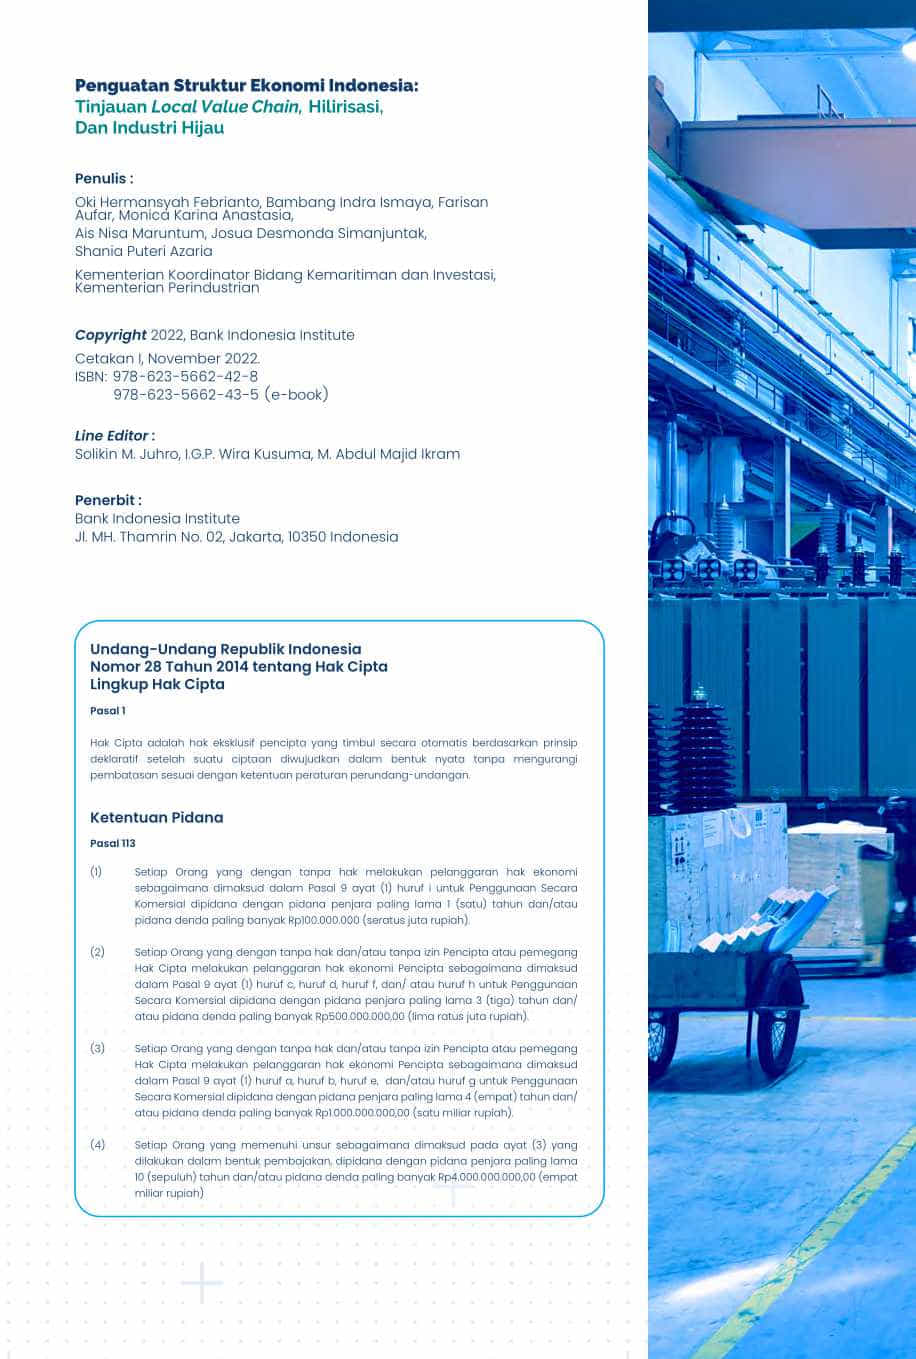 Penguatan Struktur Ekonomi Indonesia:
Tinjauan Local Value Chain, Hilirisasi,
Dan Industri Hijau
Penulis :
Oki Hermansyah Febrianto, Bambang Indra Ismaya, Farisan
Aufar, Monica Karina Anastasia,
Ais Nisa Maruntum, Josua Desmonda Simanjuntak,
Shania Puteri Azaria
Kementerian Koordinator Bidang Kemaritiman dan Investasi,
Kementerian Perindustrian
Copyright 2022, Bank Indonesia Institute
Cetakan I, November 2022.
ISBN: 978-623-5662-42-8
978-623-5662-43-5 (e-book)
Line Editor :
Solikin M. Juhro, I.G.P. Wira Kusuma, M. Abdul Majid Ikram
Penerbit :
Bank Indonesia Institute
Jl. MH. Thamrin No. 02, Jakarta, 10350 Indonesia
Undang-Undang Republik Indonesia
Nomor 28 Tahun 2014 tentang Hak Cipta
Lingkup Hak Cipta
Pasal 1
Hak Cipta adalah hak eksklusif pencipta yang timbul secara otomatis berdasarkan prinsip
deklaratif setelah suatu ciptaan diwujudkan dalam bentuk nyata tanpa mengurangi
pembatasan sesuai dengan ketentuan peraturan perundang-undangan.
Ketentuan Pidana
Pasal 113
(1) Setiap Orang yang dengan tanpa hak melakukan pelanggaran hak ekonomi
sebagaimana dimaksud dalam Pasal 9 ayat (1) huruf i untuk Penggunaan Secara
Komersial dipidana dengan pidana penjara paling lama 1 (satu) tahun dan/atau
pidana denda paling banyak Rp100.000.000 (seratus juta rupiah).
(2) Setiap Orang yang dengan tanpa hak dan/atau tanpa izin Pencipta atau pemegang
Hak Cipta melakukan pelanggaran hak ekonomi Pencipta sebagaimana dimaksud
dalam Pasal 9 ayat (1) huruf c, huruf d, huruf f, dan/ atau huruf h untuk Penggunaan
Secara Komersial dipidana dengan pidana penjara paling lama 3 (tiga) tahun dan/
atau pidana denda paling banyak Rp500.000.000,00 (lima ratus juta rupiah).
(3) Setiap Orang yang dengan tanpa hak dan/atau tanpa izin Pencipta atau pemegang
Hak Cipta melakukan pelanggaran hak ekonomi Pencipta sebagaimana dimaksud
dalam Pasal 9 ayat (1) huruf a, huruf b, huruf e, dan/atau huruf g untuk Penggunaan
Secara Komersial dipidana dengan pidana penjara paling lama 4 (empat) tahun dan/
atau pidana denda paling banyak Rp1.000.000.000,00 (satu miliar rupiah).
(4) Setiap Orang yang memenuhi unsur sebagaimana dimaksud pada ayat (3) yang
dilakukan dalam bentuk pembajakan, dipidana dengan pidana penjara paling lama
10 (sepuluh) tahun dan/atau pidana denda paling banyak Rp4.000.000.000,00 (empat
miliar rupiah)